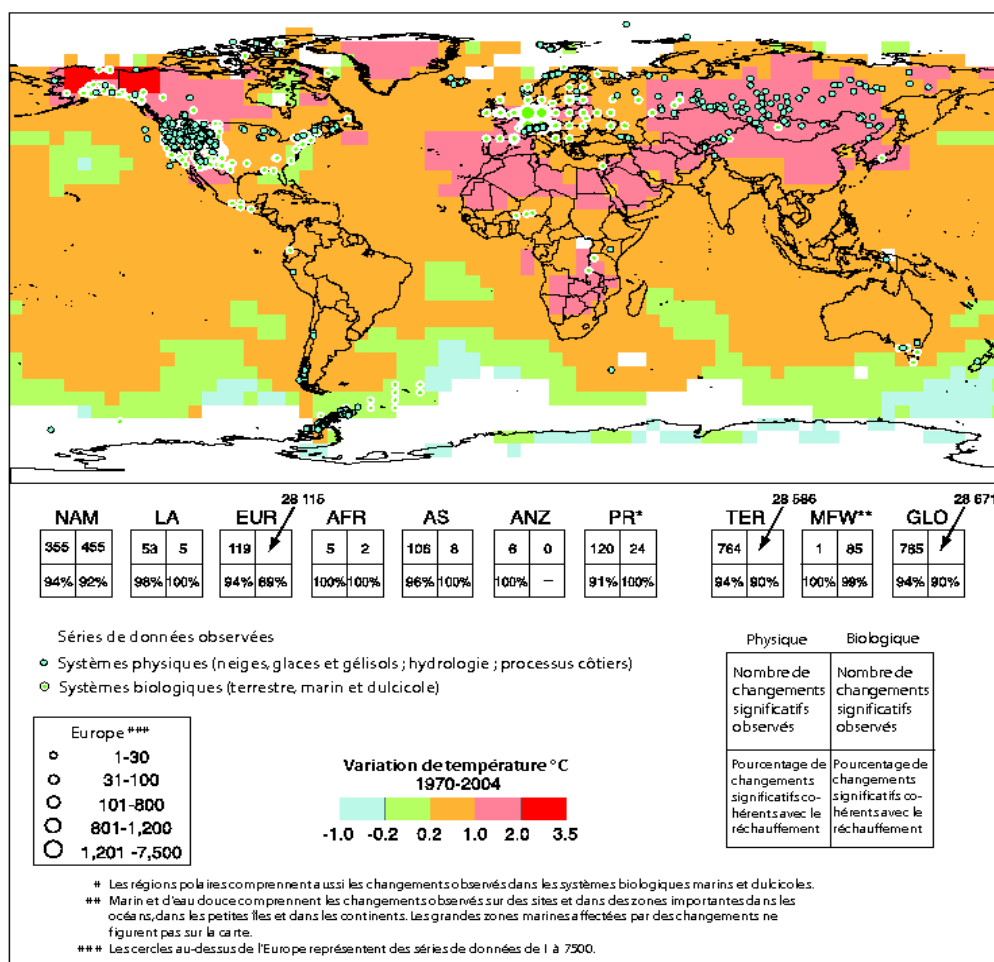 28 115
28 586
28 671
NAM LA EUR AFR AS ANZ PR* TER MFW** GLO
355 455 53 5 119 5 2 106 8 6 0 120 24 764 1 85 765
94% 92% 98% 100% 94% 89% 100% 100% 96% 100% 100% — 91% 100% 94% 90% 100% 99% 94% 90%
Séries de données observées
Systèmes physiques (neiges, glaces et gélisols ; hydrologie ; processus côtiers)
Systèmes biologiques (terrestre, marin et dulcicole)
Physique Biologique
Nombre de Nombre de
changements changements
significatifs significatifs
observés observés
Pourcentage de Pourcentage de
changements changements
significatifs co- significatifs co-
hérents avec le hérents avec le
réchauffement réchauffement
Europe ###
1-30
31-100
101-800
801-1,200
1,201 -7,500
Variation de température °C
1970-2004
-1.0 -0.2 0.2 1.0 2.0 3.5
# Les régions polaires comprennent aussi les changements observés dans les systèmes biologiques marins et dulcicoles.
## Marin et d'eau douce comprennent les changements observés sur des sites et dans des zones importantes dans les
océans, dans les petites îles et dans les continents. Les grandes zones marines affectées par des changements ne
figurent pas sur la carte.
### Les cercles au-dessus de l'Europe représentent des séries de données de I à 7500.